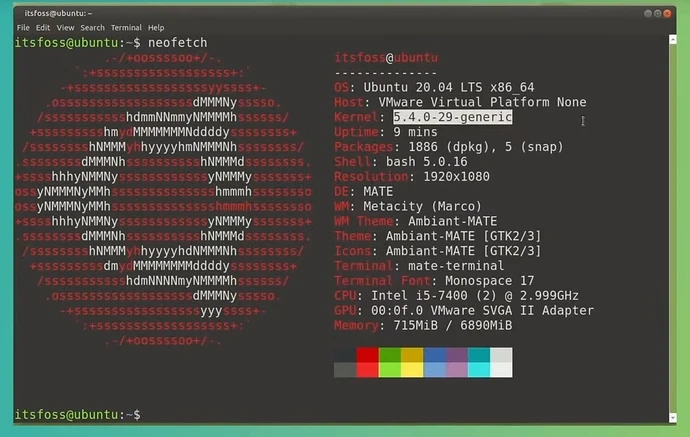 itsfoss@ubuntu: ~
File Edit View Search Terminal Help
itsfoss@ubuntu:~$ neofetch
itsfoss@ubuntu
--------------
OS: Ubuntu 20.04 LTS x86_64
Host: VMware Virtual Platform None
Kernel: 5.4.0-29-generic
Uptime: 9 mins
Packages: 1886 (dpkg), 5 (snap)
Shell: bash 5.0.16
Resolution: 1920x1080
DE: MATE
WM: Metacity (Marco)
WM Theme: Ambiant-MATE
Theme: Ambiant-MATE [GTK2/3]
Icons: Ambiant-MATE [GTK2/3]
Terminal: mate-terminal
Terminal Font: Monospace 17
CPU: Intel i5-7400 (2) @ 2.999GHz
GPU: 00:0f.0 VMware SVGA II Adapter
Memory: 715MiB / 6890MiB
itsfoss@ubuntu:~$